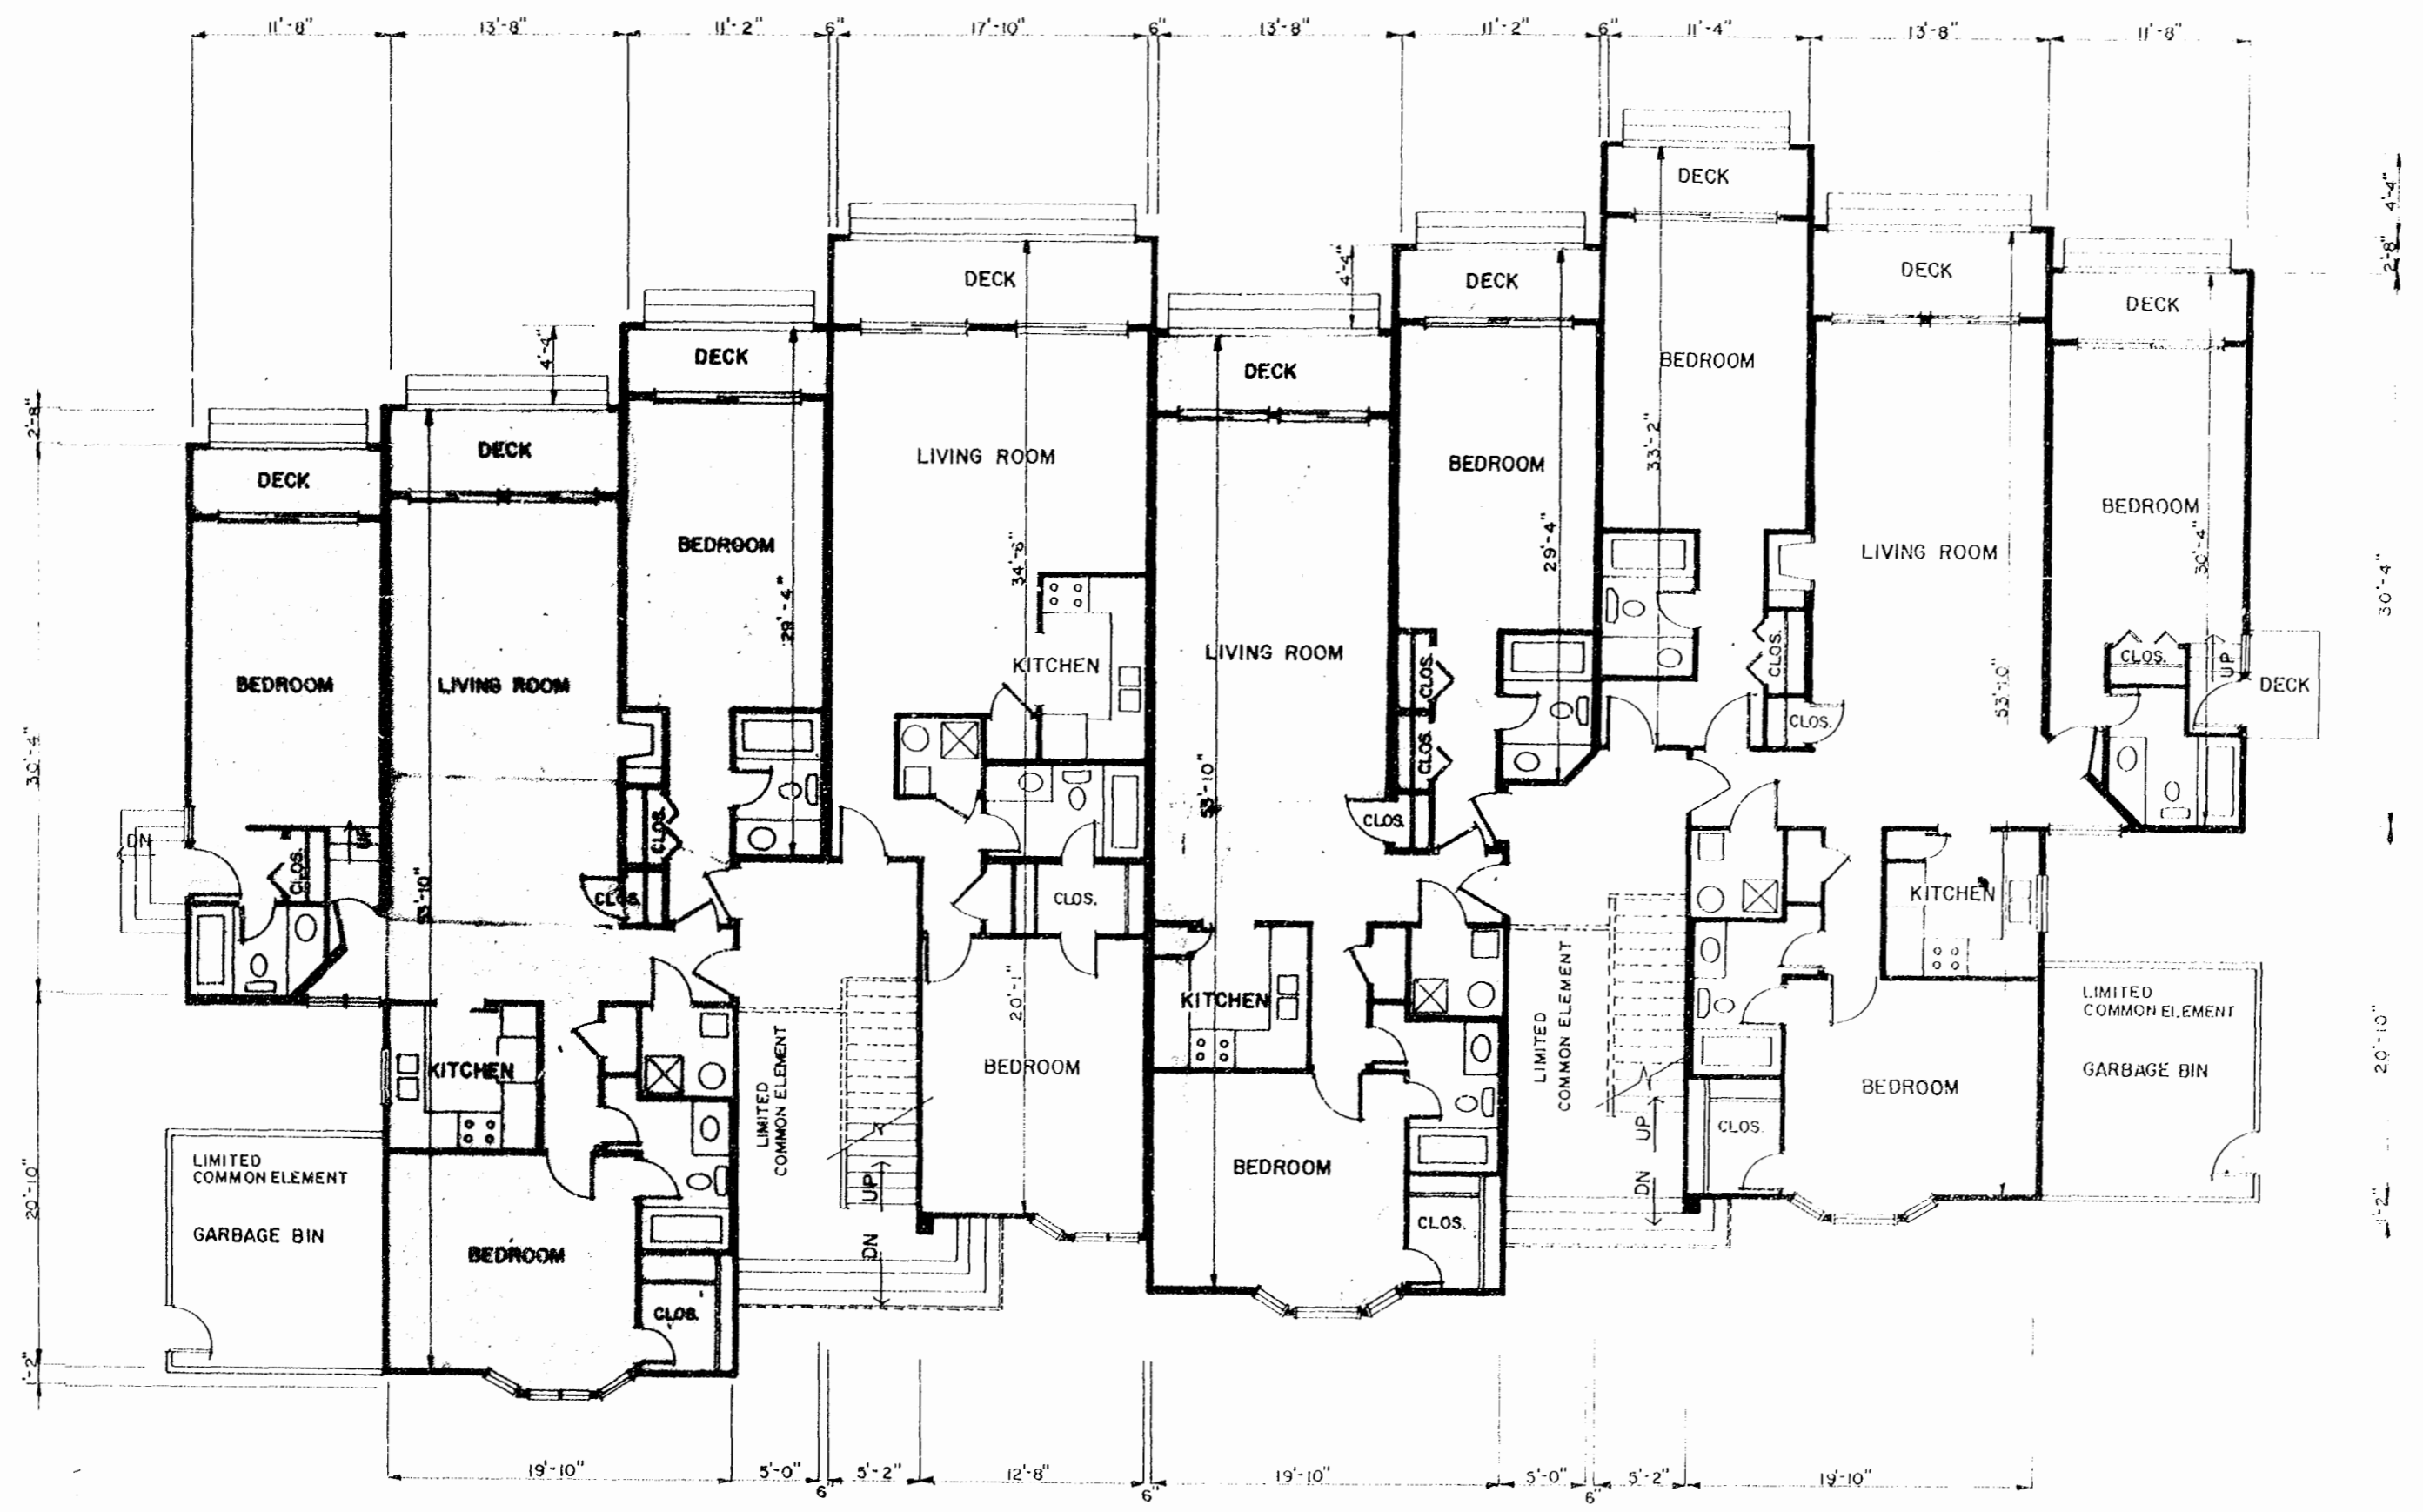 11'-8" 13'-8" 11'-2" 6" 17'-10" 6" 13'-8" 11'-2" 6" 11'-4" 13'-8" 11'-8"
DECK
4'-4"
DECK
2'-8"
DECK
4'-4"
DECK
DECK
DECK
4'-4"
DECK
BEDROOM
DECK
DECK
2'-8"
DECK
DECK
LIVING ROOM
BEDROOM
33'-2"
BEDROOM
30'-4"
BEDROOM
29'-4"
34'-6"
29'-4"
LIVING ROOM
30'-4"
BEDROOM
LIVING ROOM
KITCHEN
LIVING ROOM
CLOS.
CLOS.
CLOS.
UP
DECK
53'-10"
CLOS.
CLOS.
30'-4"
53'-10"
CLOS.
DN
UP
CLOS.
CLOS.
53'-10"
CLOS.
CLOS.
KITCHEN
20'-1"
KITCHEN
LIMITED
COMMON ELEMENT
LIMITED
COMMON ELEMENT
LIMITED
COMMON ELEMENT
KITCHEN
BEDROOM
GARBAGE BIN
BEDROOM
20'-10"
CLOS.
UP
DN
LIMITED
COMMON ELEMENT
BEDROOM
UP
DN
CLOS.
1'-2"
20'-10"
GARBAGE BIN
BEDROOM
CLOS.
1'-2"
19'-10" 5'-0" 6" 5'-2" 12'-8" 6" 19'-10" 5'-0" 6" 5'-2" 19'-10"